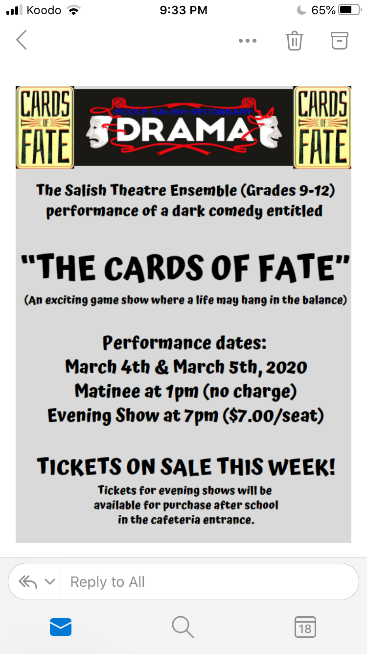 Koodo 9:33 PM 65%
CARDS OF FATE
ÉCOLE SALISH SECONDARY
DRAMA
CARDS OF FATE
The Salish Theatre Ensemble (Grades 9-12)
performance of a dark comedy entitled
"THE CARDS OF FATE"
(An exciting game show where a life may hang in the balance)
Performance dates:
March 4th & March 5th, 2020
Matinee at 1pm (no charge)
Evening Show at 7pm ($7.00/seat)
TICKETS ON SALE THIS WEEK!
Tickets for evening shows will be
available for purchase after school
in the cafeteria entrance.
Reply to All
18